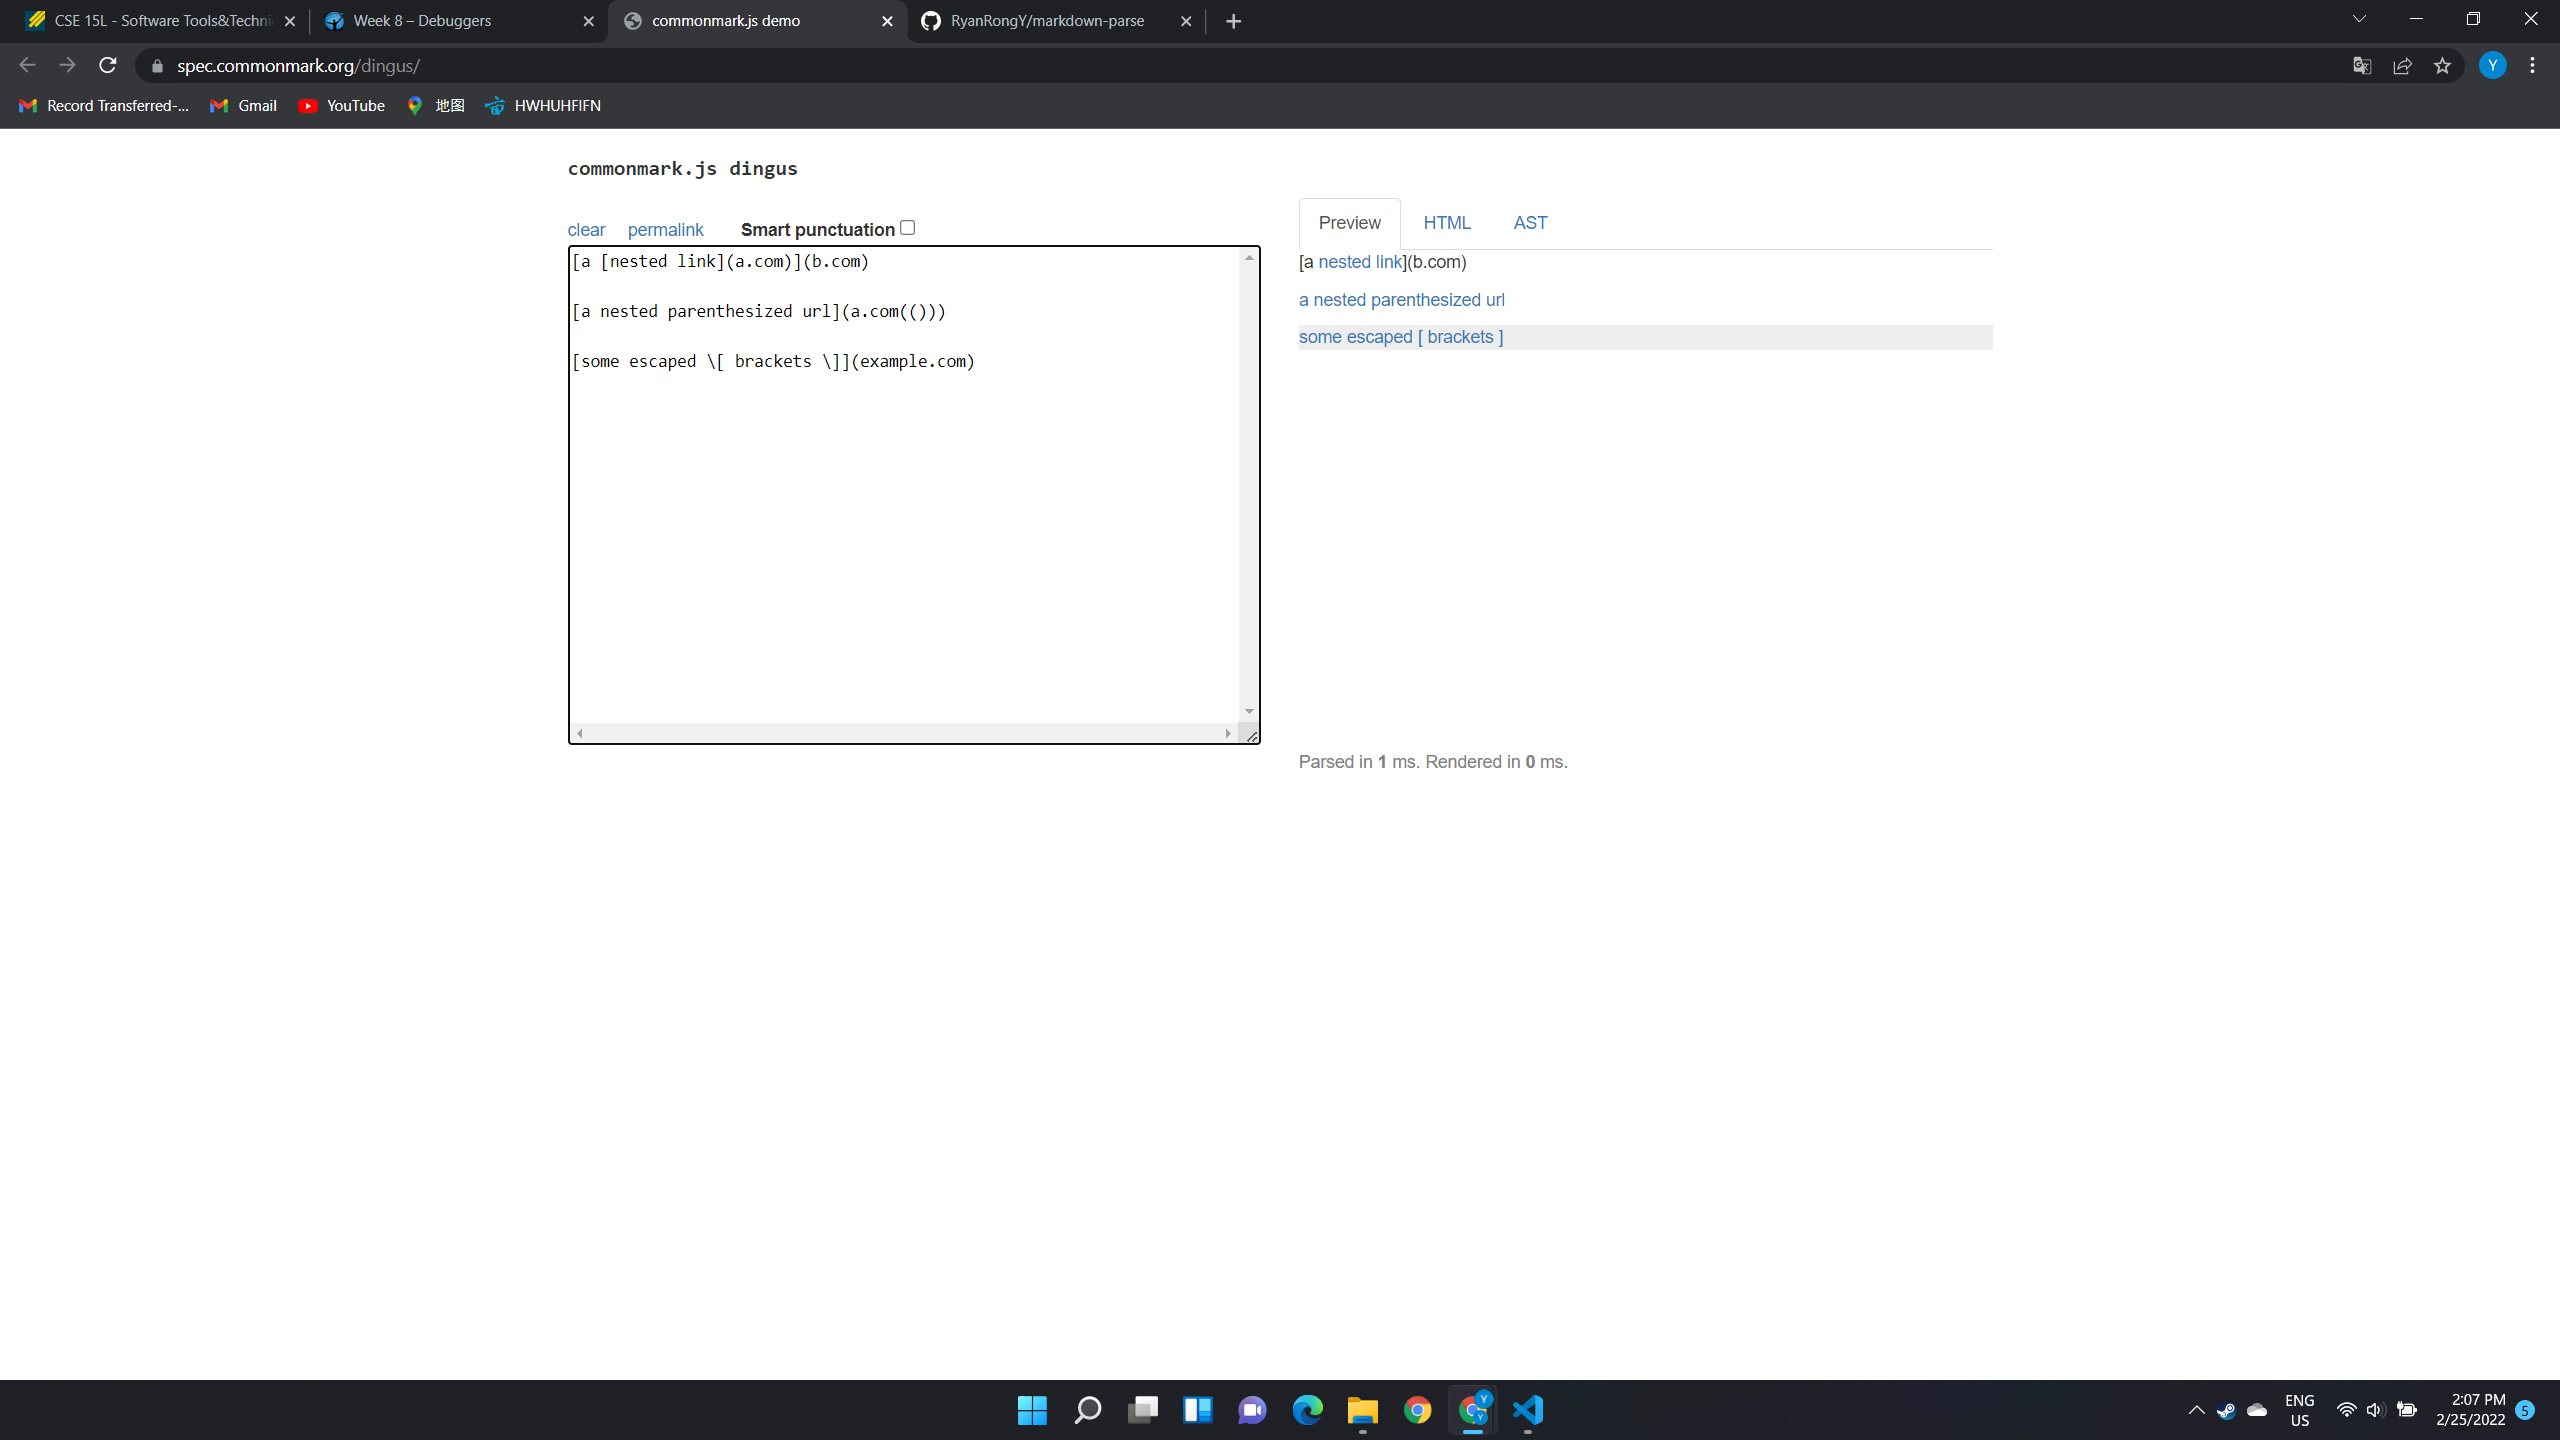 CSE 15L - Software Tools&Techni
Week 8 – Debuggers
commonmark.js demo
RyanRongY/markdown-parse
spec.commonmark.org/dingus/
Y
Record Transferred-...
Gmail
YouTube
地图
HWHUHFIFN
commonmark.js dingus
clear
permalink
Smart punctuation
Preview
HTML
AST
[a [nested link](a.com)](b.com)
[a nested parenthesized url](a.com(()))
[some escaped \[ brackets \]](example.com)
[a nested link](b.com)
a nested parenthesized url
some escaped [ brackets ]
Parsed in 1 ms. Rendered in 0 ms.
Y
Y
ENG
US
2:07 PM
2/25/2022
5